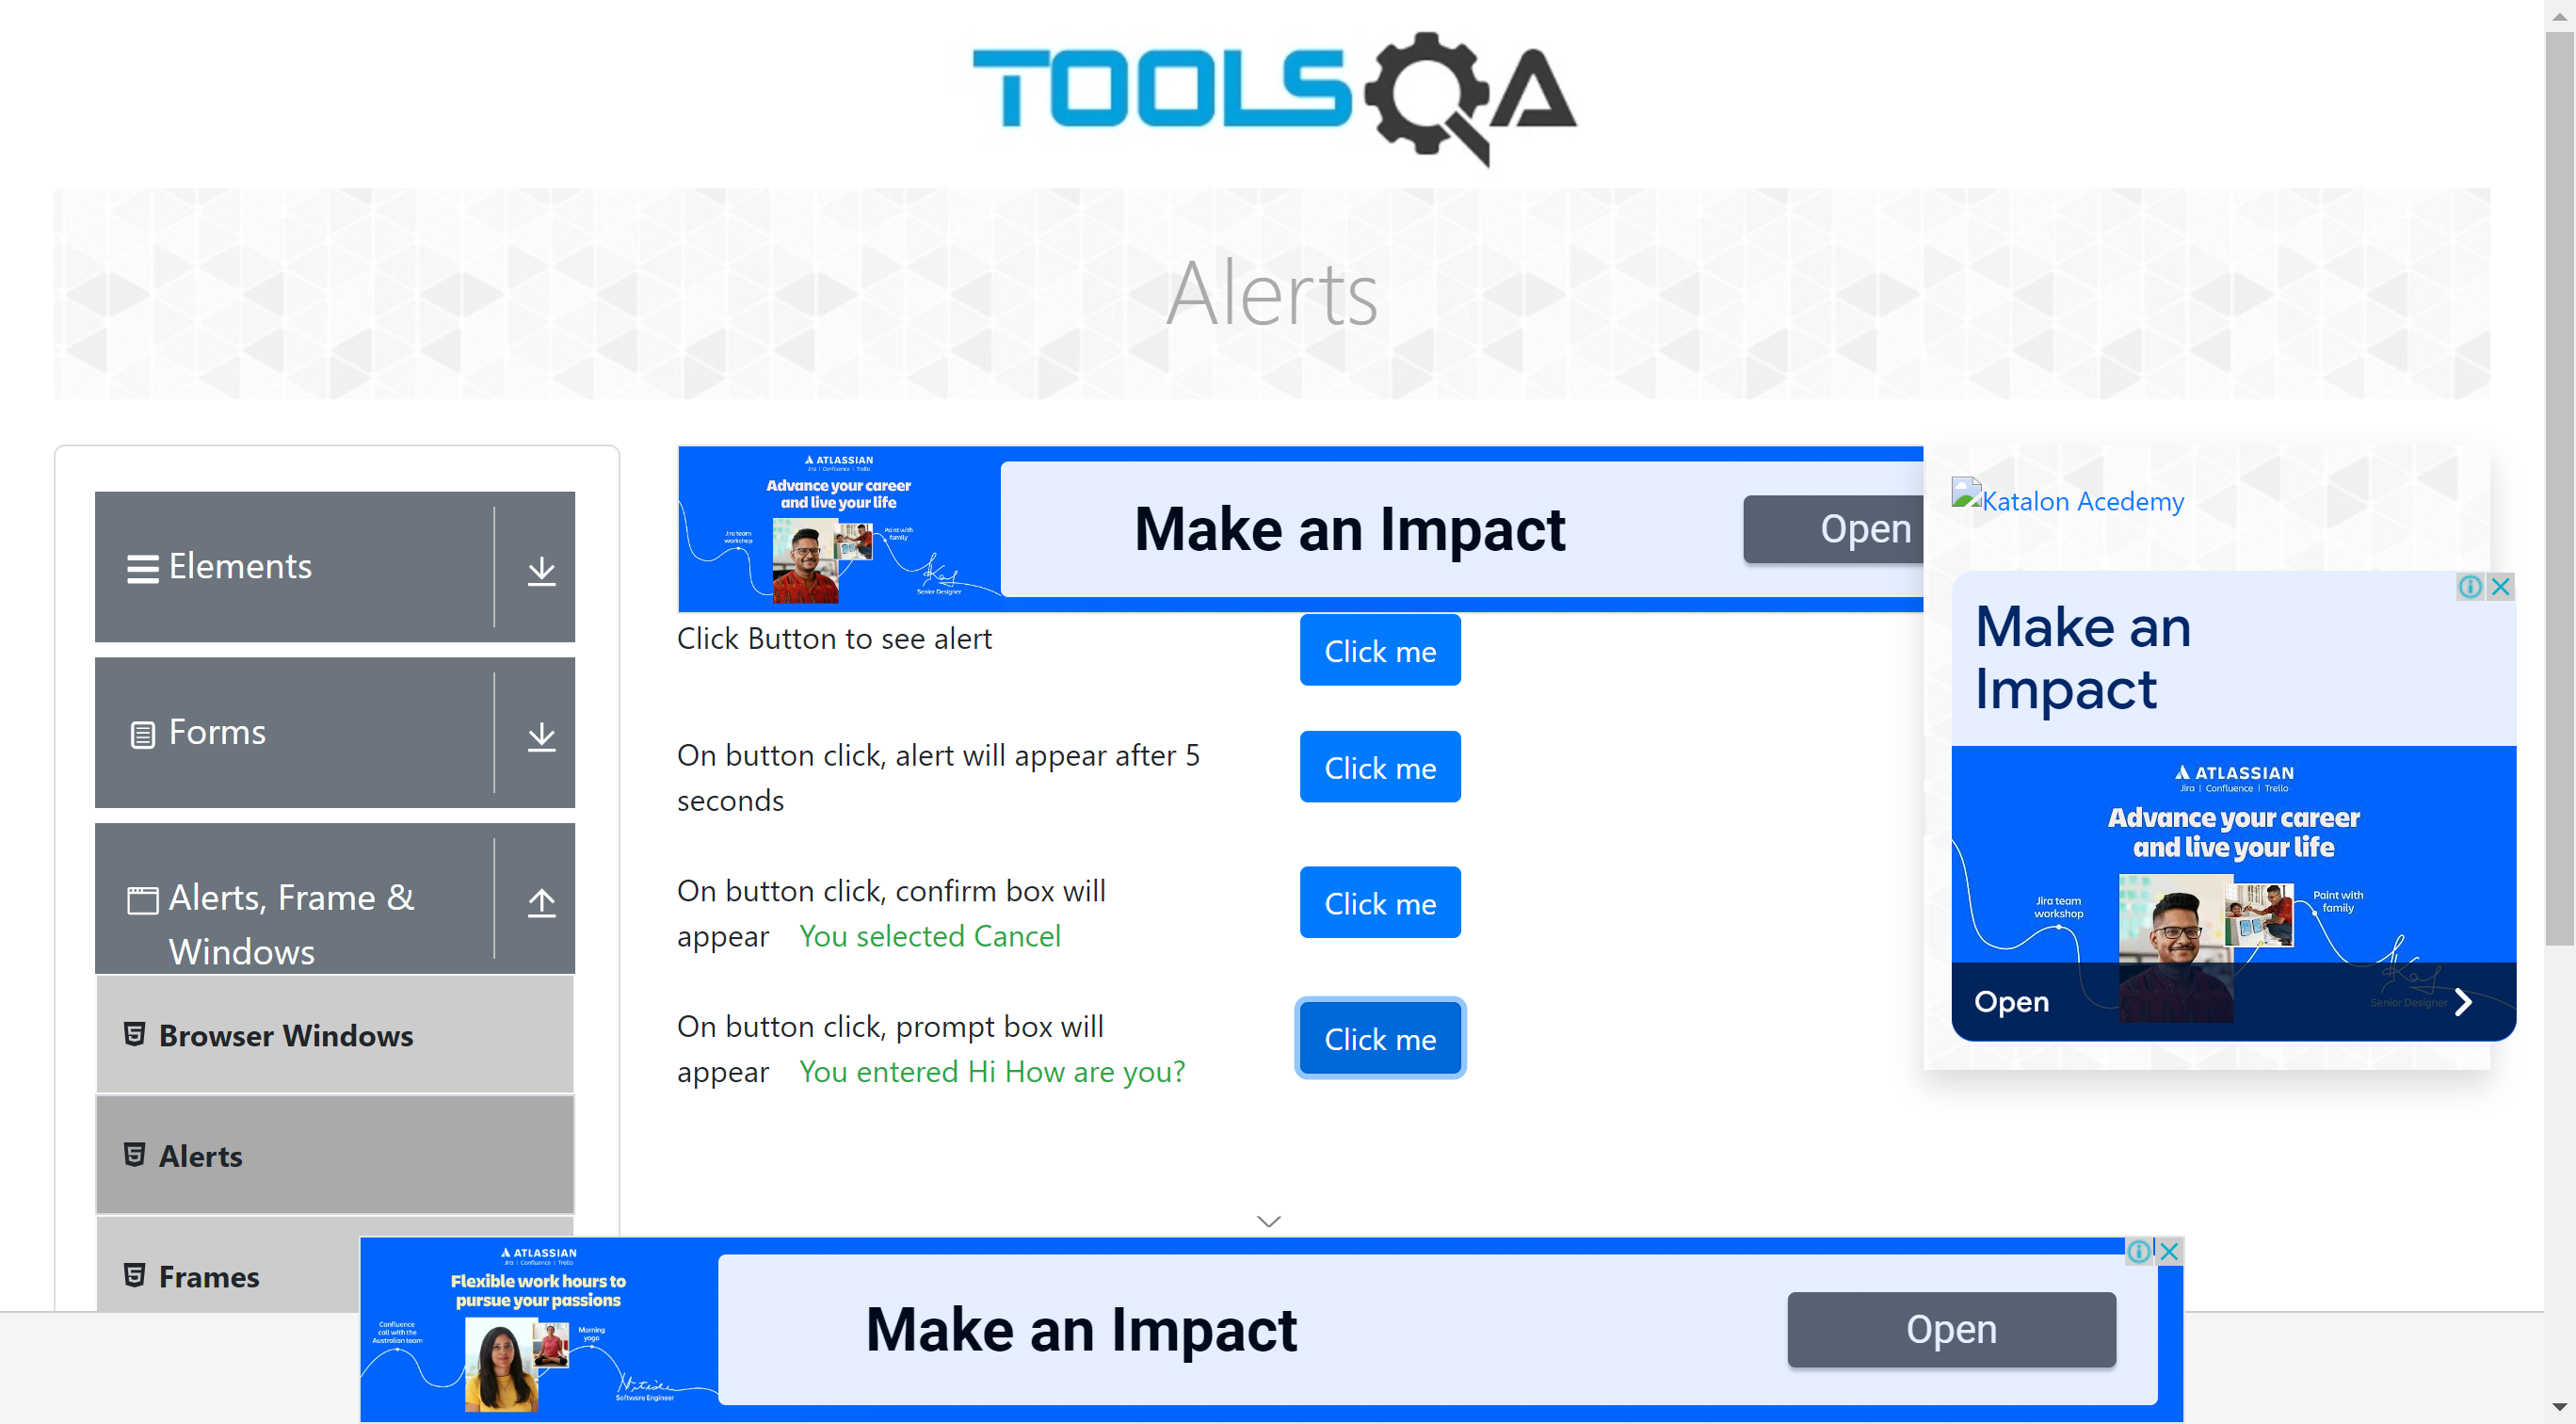 TOOLSQA
Alerts
Elements
Forms
Alerts, Frame &
Windows
Browser Windows
Alerts
Frames
ATLASSIAN
Jira | Confluence | Trello
Advance your career
and live your life
Jira team
workshop
Paint with
family
Senior Designer
Make an Impact
Open
Click Button to see alert
Click me
On button click, alert will appear after 5
seconds
Click me
On button click, confirm box will
appear You selected Cancel
Click me
On button click, prompt box will
appear You entered Hi How are you?
Click me
Katalon Acedemy
Make an
Impact
ATLASSIAN
Jira | Confluence | Trello
Advance your career
and live your life
Jira team
workshop
Paint with
family
Senior Designer
Open
ATLASSIAN
Jira | Confluence | Trello
Flexible work hours to
pursue your passions
Confluence
call with the
Australian team
Morning
yoga
Software Engineer
Make an Impact
Open